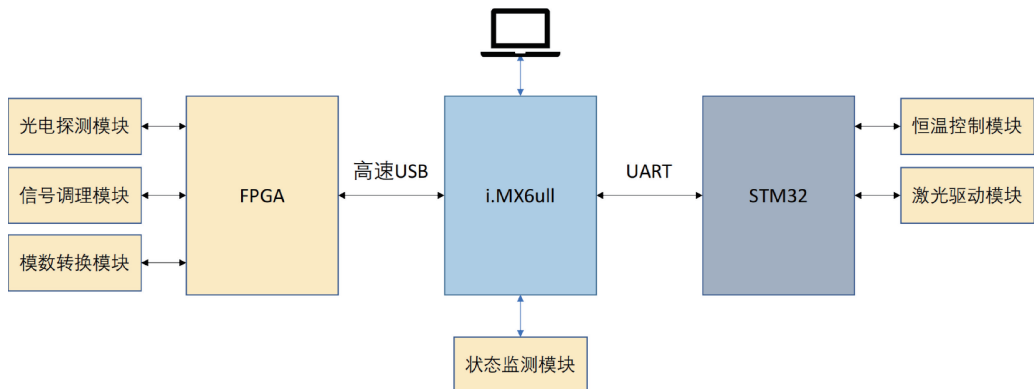 光电探测模块
信号调理模块
模数转换模块
FPGA
高速USB
i.MX6ull
UART
STM32
恒温控制模块
激光驱动模块
状态监测模块